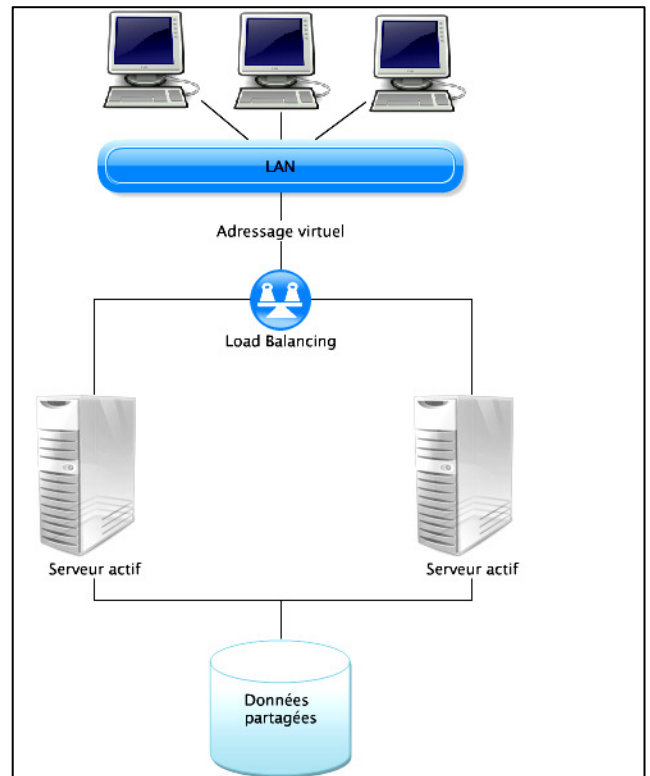 LAN
Adressage virtuel
Load Balancing
Serveur actif
Serveur actif
Données
partagées